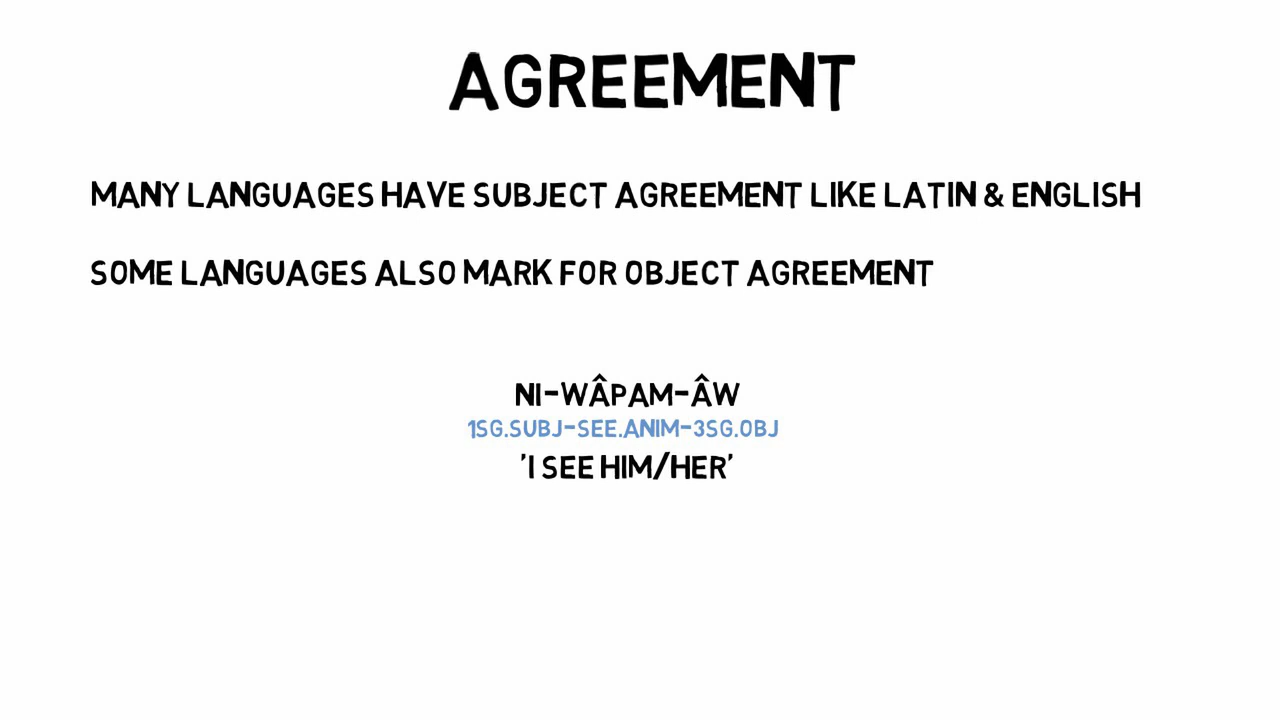 AGREEMENT
MANY LANGUAGES HAVE SUBJECT AGREEMENT LIKE LATIN & ENGLISH
SOME LANGUAGES ALSO MARK FOR OBJECT AGREEMENT
NI-WÂPAM-ÂW
1SG.SUBJ-SEE.ANIM-3SG.OBJ
'I SEE HIM/HER'